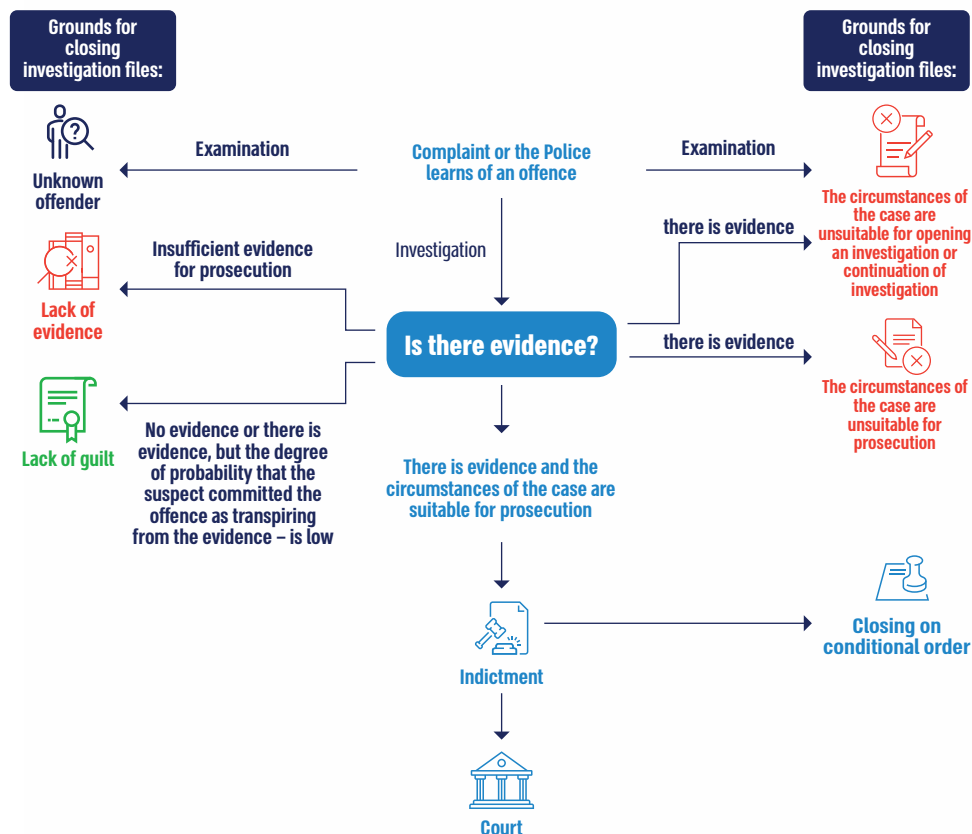 Grounds for
closing
investigation files:
Grounds for
closing
investigation files:
?
Unknown
offender
Examination
Complaint or the Police
learns of an offence
Examination
The circumstances of
the case are
unsuitable for opening
an investigation or
continuation of
investigation
Insufficient evidence
for prosecution
Investigation
there is evidence
Lack of
evidence
Is there evidence?
there is evidence
The circumstances of
the case are
unsuitable for
prosecution
Lack of guilt
No evidence or there is
evidence, but the degree
of probability that the
suspect committed the
offence as transpiring
from the evidence – is low
There is evidence and the
circumstances of the case are
suitable for prosecution
Indictment
Closing on
conditional order
Court